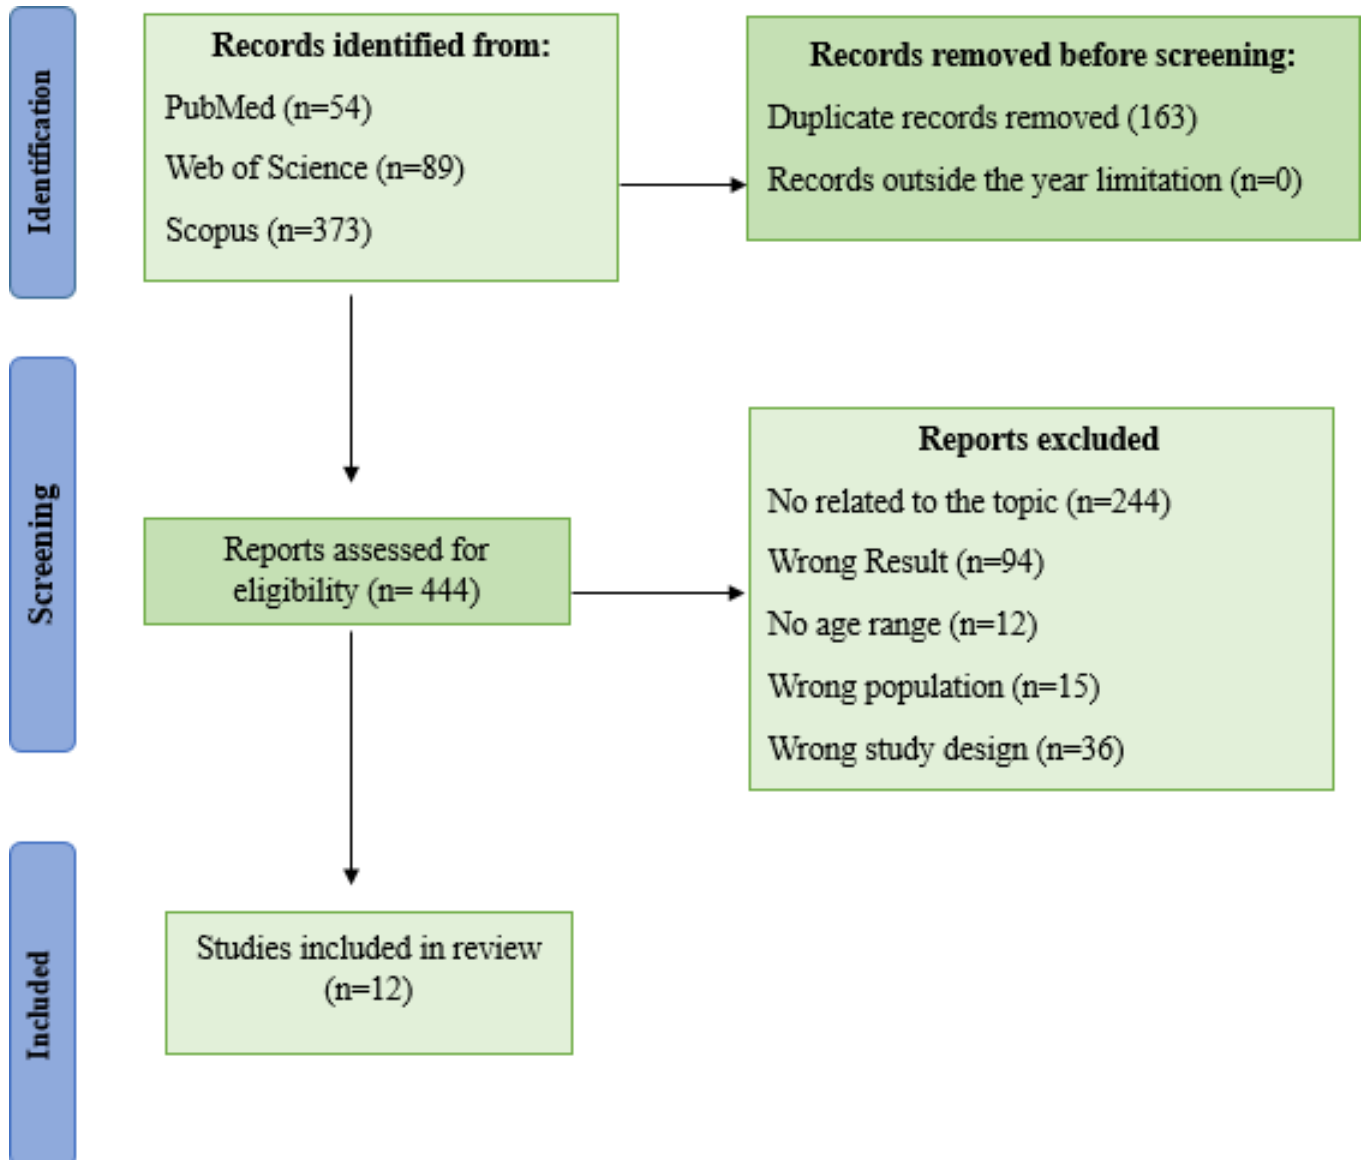 Identification
Records identified from:
PubMed (n=54)
Web of Science (n=89)
Scopus (n=373)
Records removed before screening:
Duplicate records removed (163)
Records outside the year limitation (n=0)
Screening
Reports assessed for
eligibility (n= 444)
Reports excluded
No related to the topic (n=244)
Wrong Result (n=94)
No age range (n=12)
Wrong population (n=15)
Wrong study design (n=36)
Included
Studies included in review
(n=12)